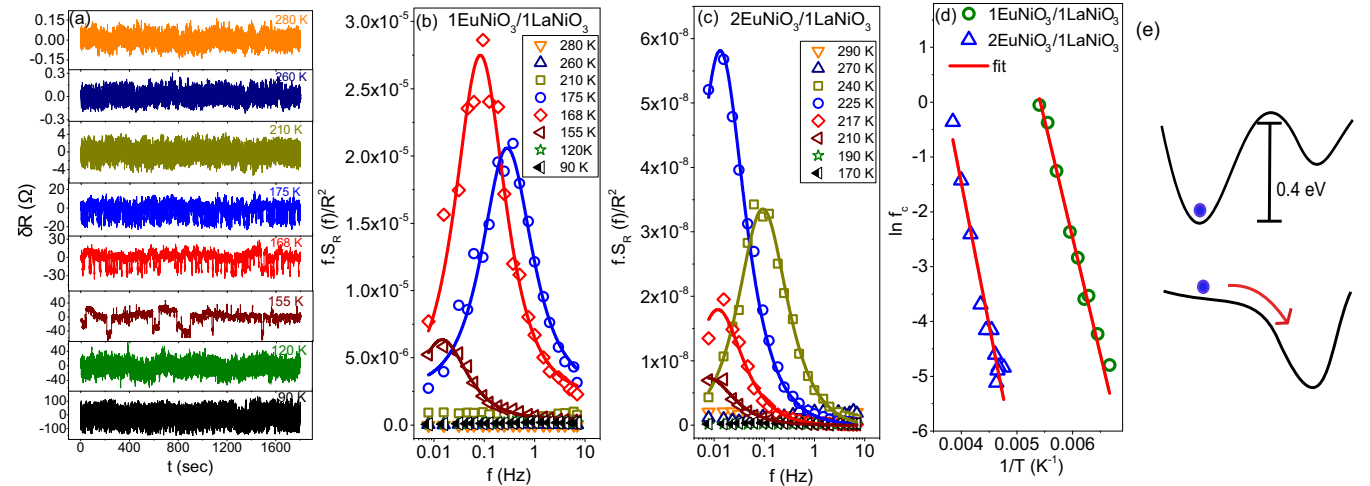 (a)
280 K
0.15
0.00
-0.15
260 K
0.3
0.0
-0.3
210 K
4
0
-4
175 K
20
0
-20
168 K
30
0
-30
155 K
40
0
-40
120 K
40
0
-40
90 K
100
0
-100
δR (Ω)
0 400 800 1200 1600
t (sec)
(b) 1EuNiO₃/1LaNiO₃
280 K
260 K
210 K
175 K
168 K
155 K
120K
90 K
3.0x10⁻⁵
2.5x10⁻⁵
2.0x10⁻⁵
1.5x10⁻⁵
1.0x10⁻⁵
5.0x10⁻⁶
0.0
f.S_R (f)/R²
0.01 0.1 1 10
f (Hz)
(c) 2EuNiO₃/1LaNiO₃
290 K
270 K
240 K
225 K
217 K
210 K
190 K
170 K
6x10⁻⁸
5x10⁻⁸
4x10⁻⁸
3x10⁻⁸
2x10⁻⁸
1x10⁻⁸
0
f.S_R (f)/R²
0.01 0.1 1 10
f (Hz)
(d)
1EuNiO₃/1LaNiO₃
2EuNiO₃/1LaNiO₃
fit
0
-1
-2
-3
-4
-5
-6
ln f_c
0.004 0.005 0.006
1/T (K⁻¹)
(e)
0.4 eV